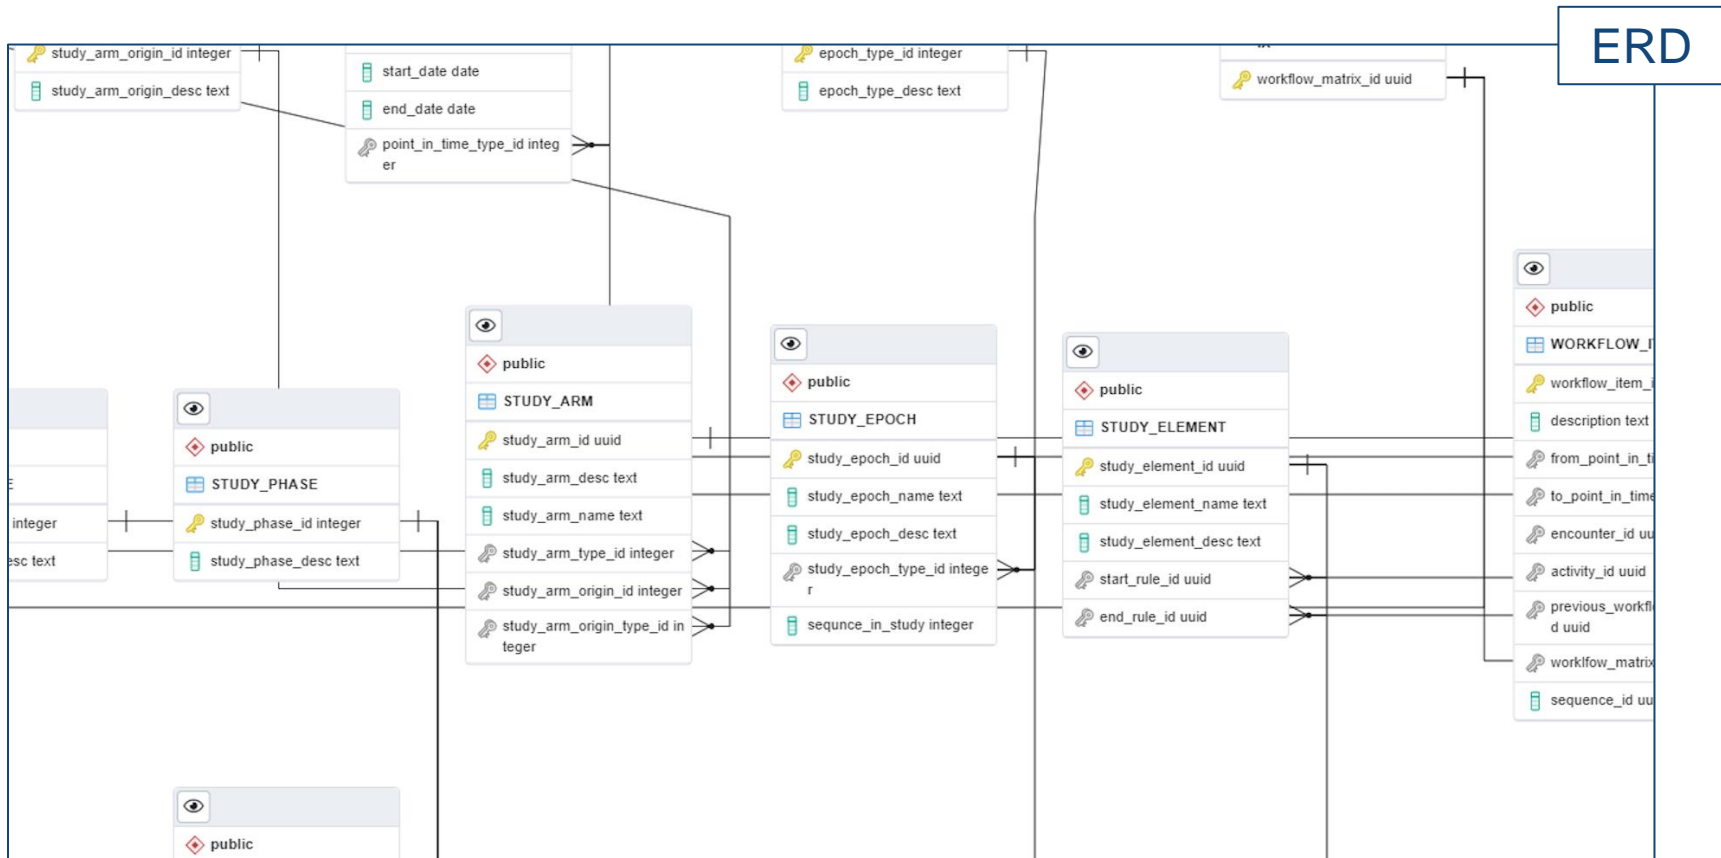 ERD
study_arm_origin_id integer
study_arm_origin_desc text
start_date date
end_date date
point_in_time_type_id integ
er
epoch_type_id integer
epoch_type_desc text
workflow_matrix_id uuid
integer
esc text
public
STUDY_PHASE
study_phase_id integer
study_phase_desc text
public
STUDY_ARM
study_arm_id uuid
study_arm_desc text
study_arm_name text
study_arm_type_id integer
study_arm_origin_id integer
study_arm_origin_type_id in
teger
public
STUDY_EPOCH
study_epoch_id uuid
study_epoch_name text
study_epoch_desc text
study_epoch_type_id intege
r
sequnce_in_study integer
public
STUDY_ELEMENT
study_element_id uuid
study_element_name text
study_element_desc text
start_rule_id uuid
end_rule_id uuid
public
WORKFLOW_I
workflow_item_i
description text
from_point_in_ti
to_point_in_time
encounter_id uu
activity_id uuid
previous_workfl
d uuid
worklfow_matrix
sequence_id uu
public